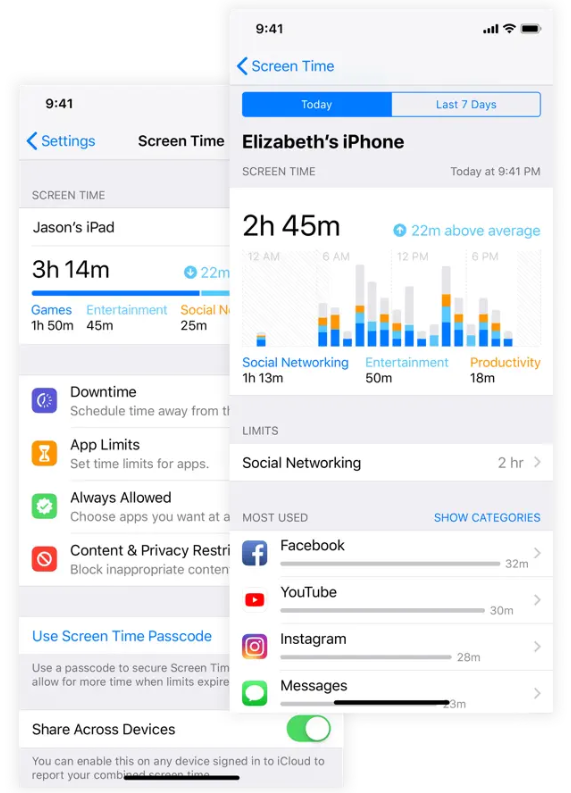 9:41
Settings
Screen Time
SCREEN TIME
Jason's iPad
3h 14m
22m
Games
Entertainment
Social N
1h 50m
45m
25m
Downtime
Schedule time away from th
App Limits
Set time limits for apps.
Always Allowed
Choose apps you want at a
Content & Privacy Restri
Block inappropriate conten
Use Screen Time Passcode
Use a passcode to secure Screen Tim
allow for more time when limits expire
Share Across Devices
You can enable this on any device signed in to iCloud to
report your combined screen time.
9:41
Screen Time
Today
Last 7 Days
Elizabeth's iPhone
SCREEN TIME
Today at 9:41 PM
2h 45m
22m above average
12 AM
6 AM
12 PM
6 PM
Social Networking
Entertainment
Productivity
1h 13m
50m
18m
LIMITS
Social Networking
2 hr
MOST USED
SHOW CATEGORIES
Facebook
32m
YouTube
30m
Instagram
28m
Messages
23m